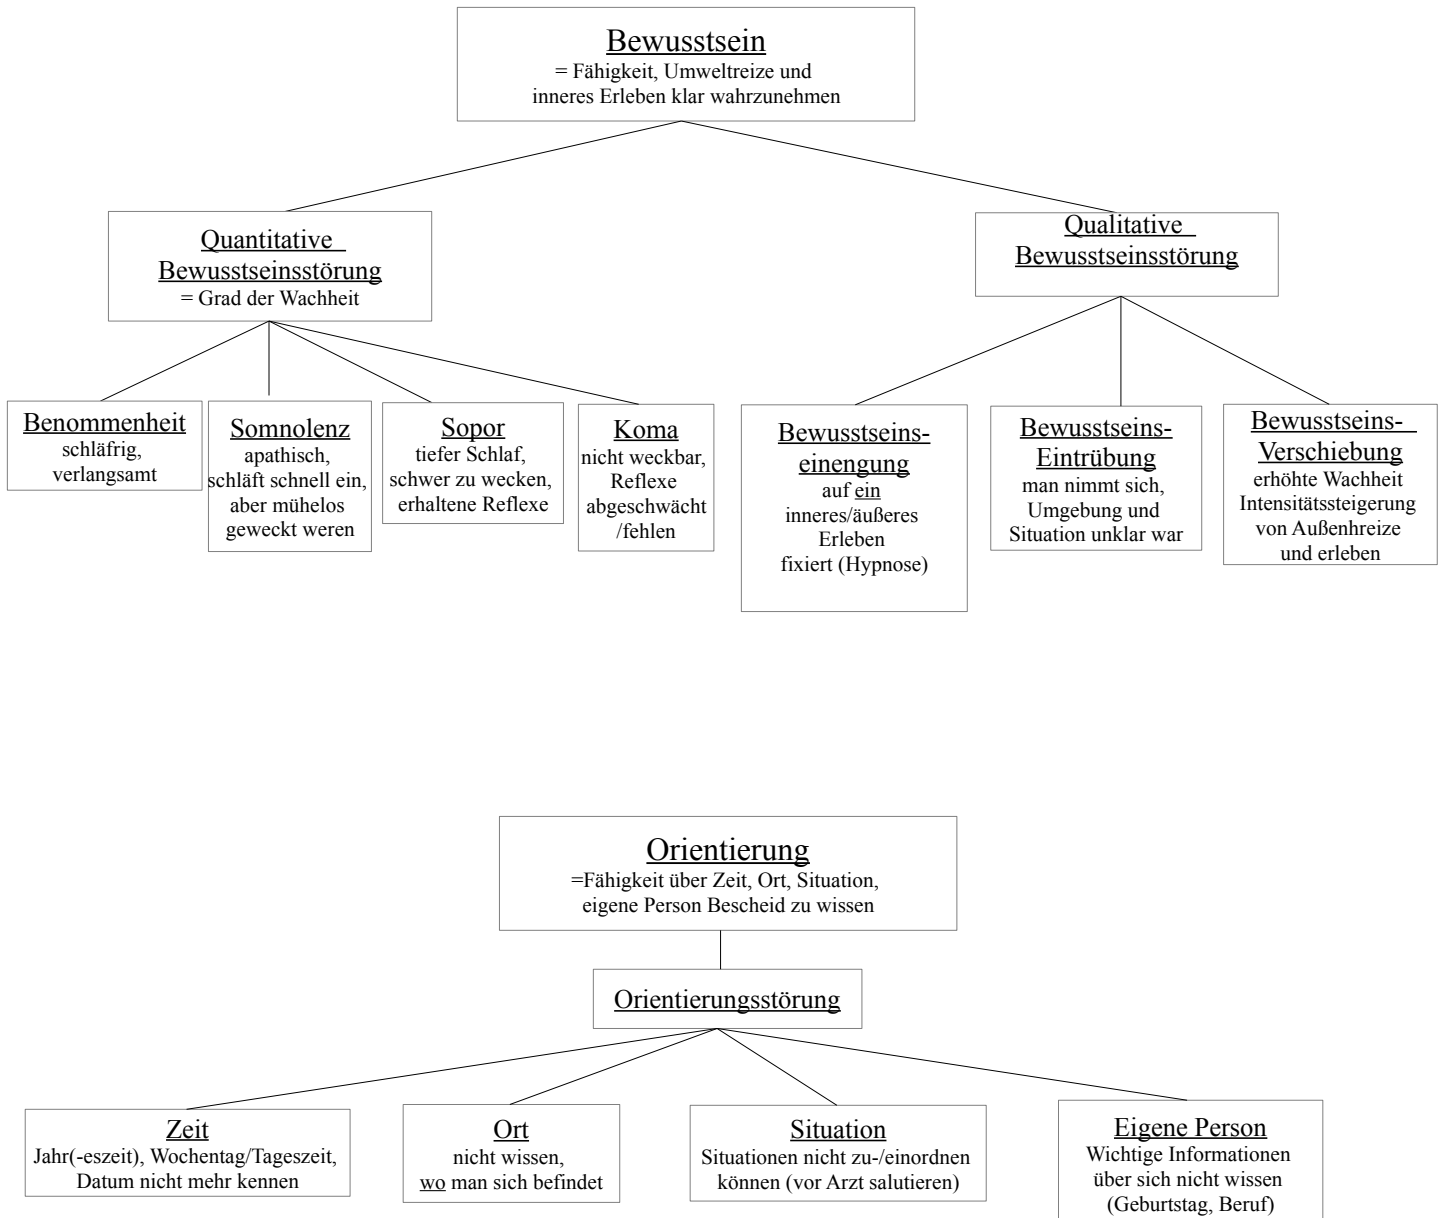 Bewusstsein
= Fähigkeit, Umweltreize und
inneres Erleben klar wahrzunehmen
Quantitative
Bewusstseinsstörung
= Grad der Wachheit
Qualitative
Bewusstseinsstörung
Benommenheit
schläfrig,
verlangsamt
Somnolenz
apathisch,
schläft schnell ein,
aber mühelos
geweckt weren
Sopor
tiefer Schlaf,
schwer zu wecken,
erhaltene Reflexe
Koma
nicht weckbar,
Reflexe
abgeschwächt
/fehlen
Bewusstseins-
einengung
auf ein
inneres/äußeres
Erleben
fixiert (Hypnose)
Bewusstseins-
Eintrübung
man nimmt sich,
Umgebung und
Situation unklar war
Bewusstseins-
Verschiebung
erhöhte Wachheit
Intensitätssteigerung
von Außenhreize
und erleben
Orientierung
=Fähigkeit über Zeit, Ort, Situation,
eigene Person Bescheid zu wissen
Orientierungsstörung
Zeit
Jahr(-eszeit), Wochentag/Tageszeit,
Datum nicht mehr kennen
Ort
nicht wissen,
wo man sich befindet
Situation
Situationen nicht zu-/einordnen
können (vor Arzt salutieren)
Eigene Person
Wichtige Informationen
über sich nicht wissen
(Geburtstag, Beruf)